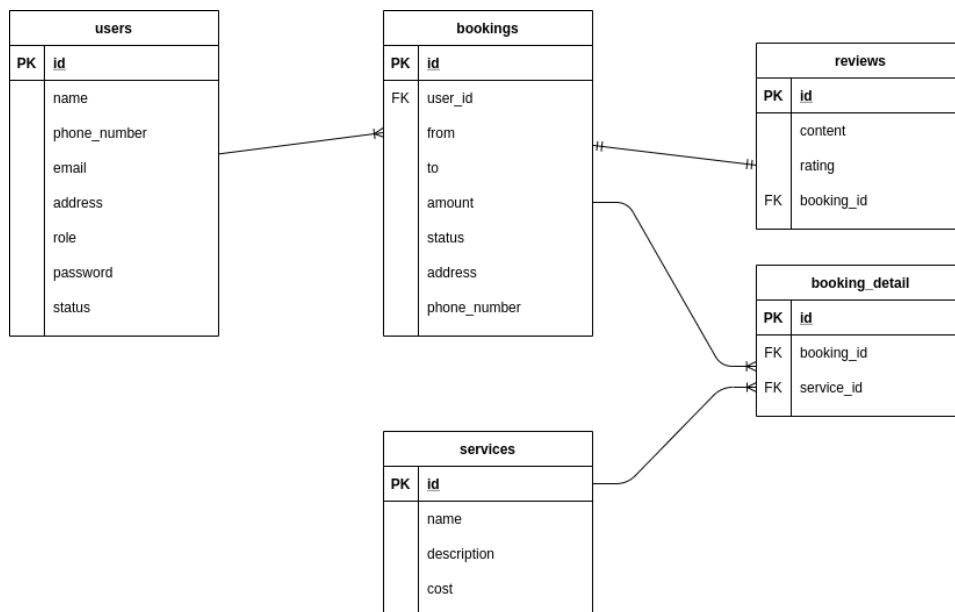 users
PK id
name
phone_number
email
address
role
password
status
bookings
PK id
FK user_id
from
to
amount
status
address
phone_number
reviews
PK id
content
rating
FK booking_id
booking_detail
PK id
FK booking_id
FK service_id
services
PK id
name
description
cost